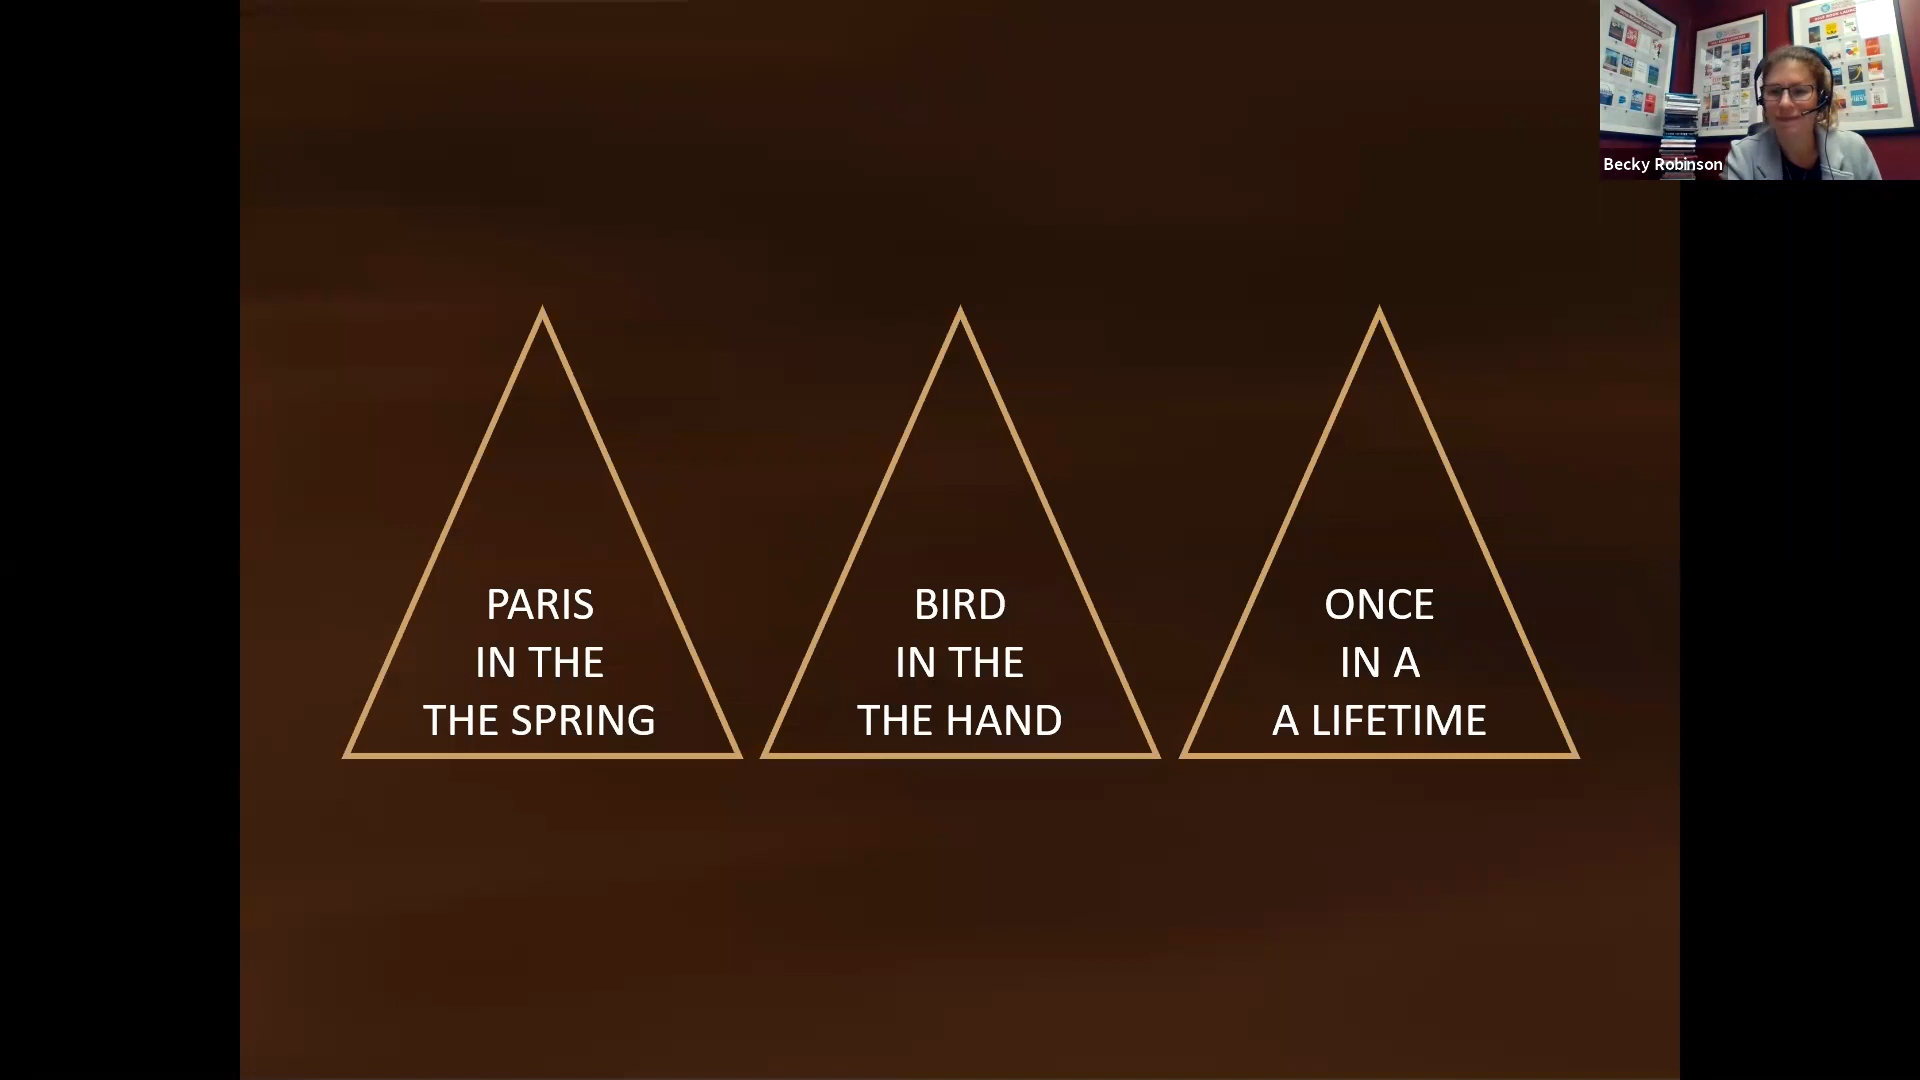 PARIS
IN THE
THE SPRING
BIRD
IN THE
THE HAND
ONCE
IN A
A LIFETIME
Becky Robinson